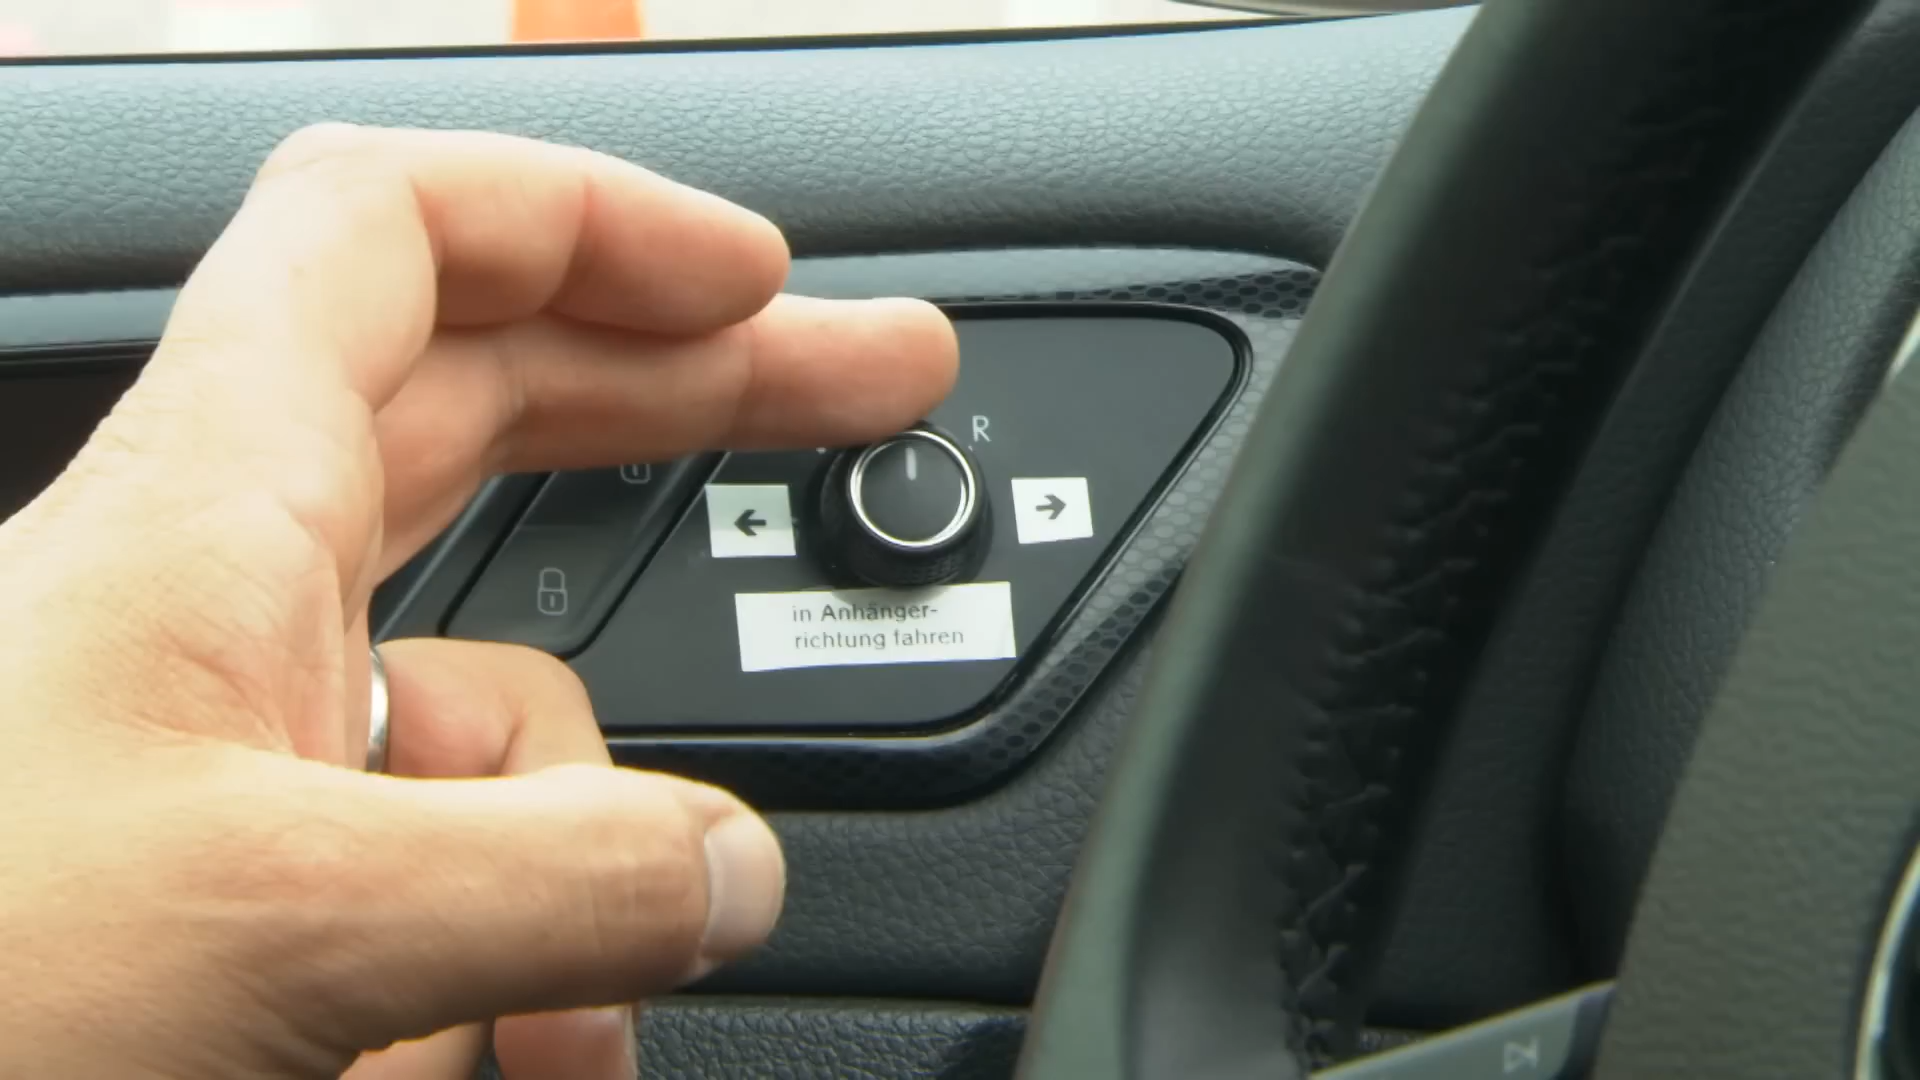 R
← →
in Anhänger-
richtung fahren